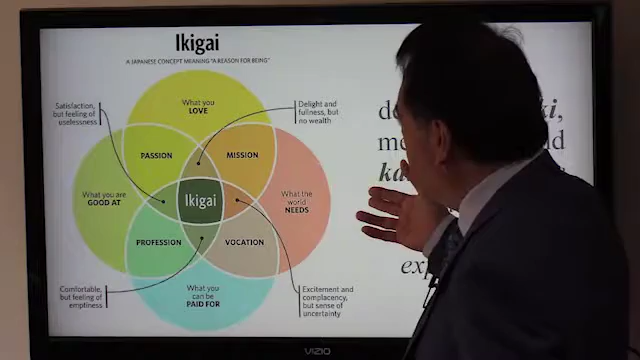 Ikigai
A JAPANESE CONCEPT MEANING "A REASON FOR BEING"
Satisfaction,
but feeling of
uselessness
What you
LOVE
Delight and
fullness, but
no wealth
PASSION
MISSION
What you are
GOOD AT
Ikigai
What the
world
NEEDS
PROFESSION
VOCATION
Comfortable,
but feeling of
emptiness
What you
can be
PAID FOR
Excitement and
complacency,
but sense of
uncertainty
VIZIO